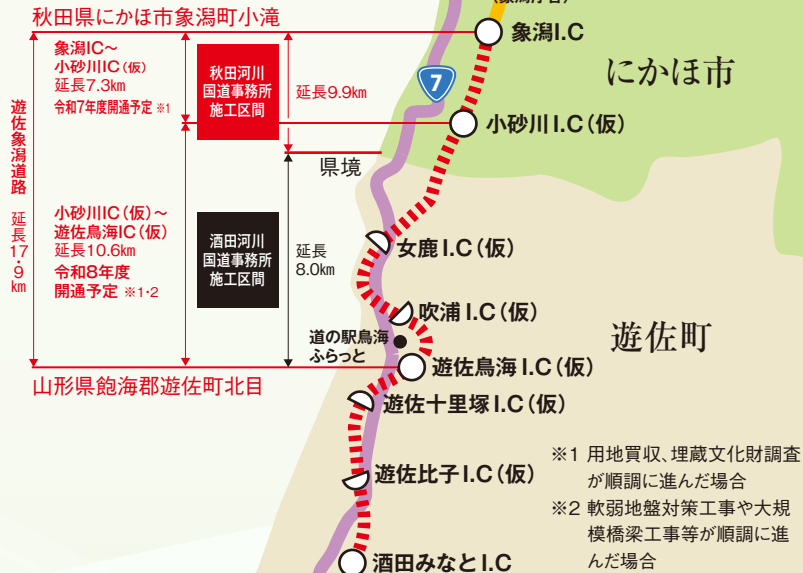 (象潟庁舎)
秋田県にかほ市象潟町小滝
象潟I.C
象潟IC〜
小砂川IC(仮)
延長7.3km
令和7年度開通予定 ※1
秋田河川
国道事務所
施工区間
延長9.9km
7
にかほ市
小砂川I.C(仮)
県境
遊佐象潟道路 延長17.9km
小砂川IC(仮)〜
遊佐鳥海IC(仮)
延長10.6km
令和8年度
開通予定 ※1・2
酒田河川
国道事務所
施工区間
延長
8.0km
女鹿I.C(仮)
吹浦I.C(仮)
道の駅鳥海
ふらっと
遊佐町
遊佐鳥海I.C(仮)
山形県飽海郡遊佐町北目
遊佐十里塚I.C(仮)
遊佐比子I.C(仮)
酒田みなとI.C
※1 用地買収、埋蔵文化財調査
が順調に進んだ場合
※2 軟弱地盤対策工事や大規
模橋梁工事等が順調に進
んだ場合